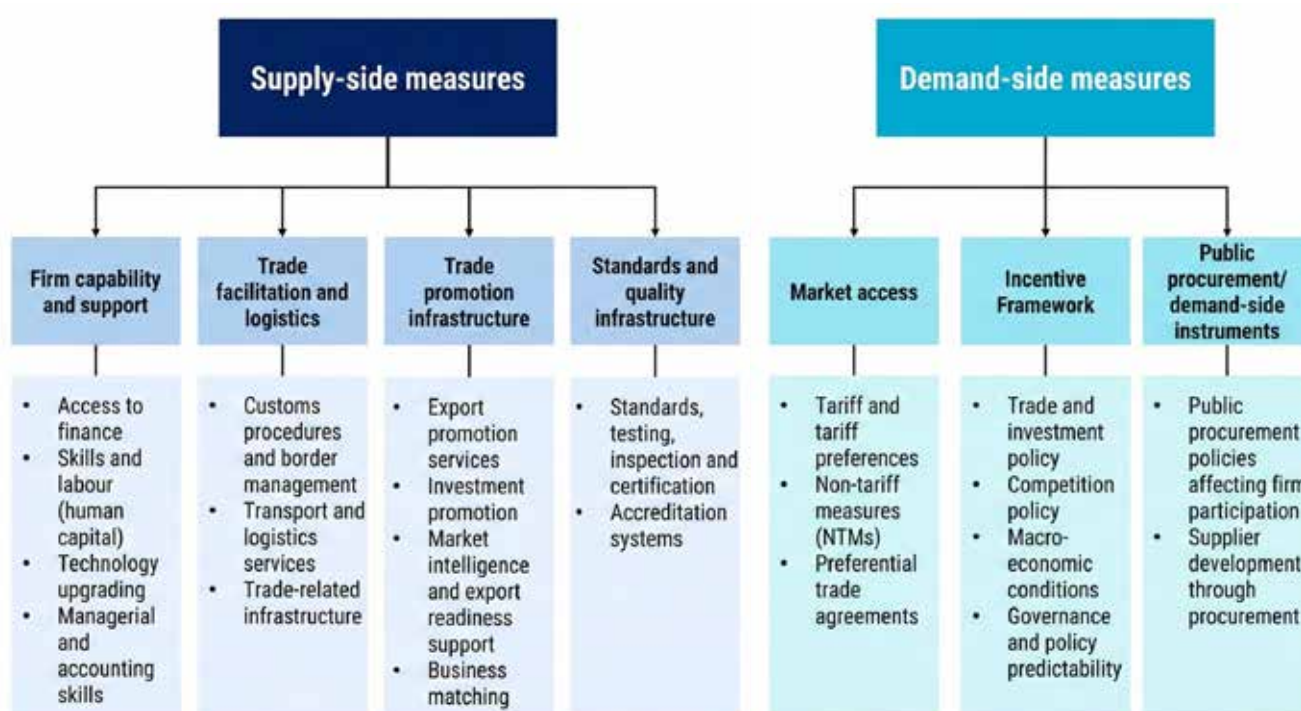 Supply-side measures
Demand-side measures
Firm capability
and support
Trade
facilitation and
logistics
Trade
promotion
infrastructure
Standards and
quality
infrastructure
Market access
Incentive
Framework
Public
procurement/
demand-side
instruments
• Access to
finance
• Skills and
labour
(human
capital)
• Technology
upgrading
• Managerial
and
accounting
skills
• Customs
procedures
and border
management
• Transport and
logistics
services
• Trade-related
infrastructure
• Export
promotion
services
• Investment
promotion
• Market
intelligence
and export
readiness
support
• Business
matching
• Standards,
testing,
inspection and
certification
• Accreditation
systems
• Tariff and
tariff
preferences
• Non-tariff
measures
(NTMs)
• Preferential
trade
agreements
• Trade and
investment
policy
• Competition
policy
• Macro-
economic
conditions
• Governance
and policy
predictability
• Public
procurement
policies
affecting firm
participation
• Supplier
development
through
procurement